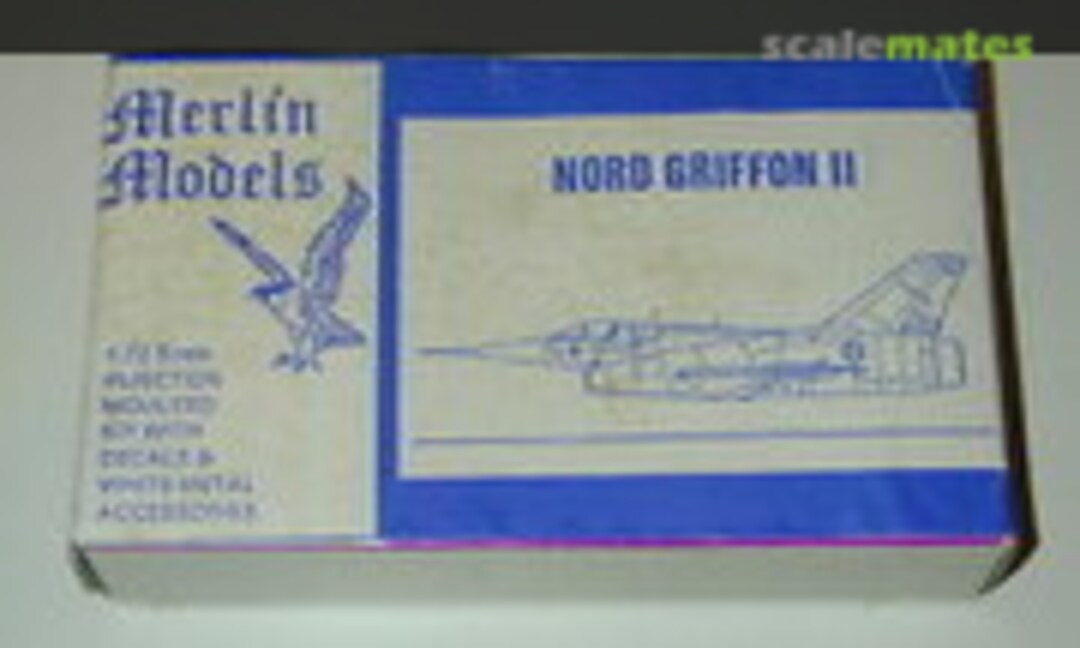 scalemates
Merlin
Models
NORD GRIFFON II
1/72 Scale
INJECTION
MOULDED
KIT WITH
DECALS &
WHITE METAL
ACCESSORIES